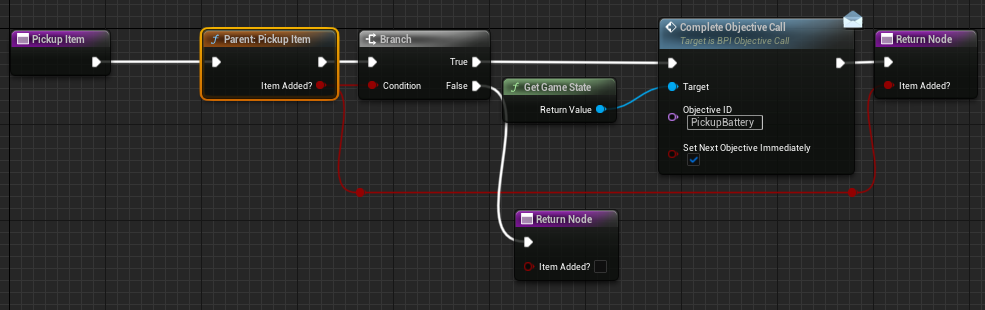 Pickup Item
Parent: Pickup Item
Item Added?
Branch
True
Condition
False
Get Game State
Return Value
Complete Objective Call
Target is BPI Objective Call
Target
Objective ID
PickupBattery
Set Next Objective Immediately
Return Node
Item Added?
Return Node
Item Added?